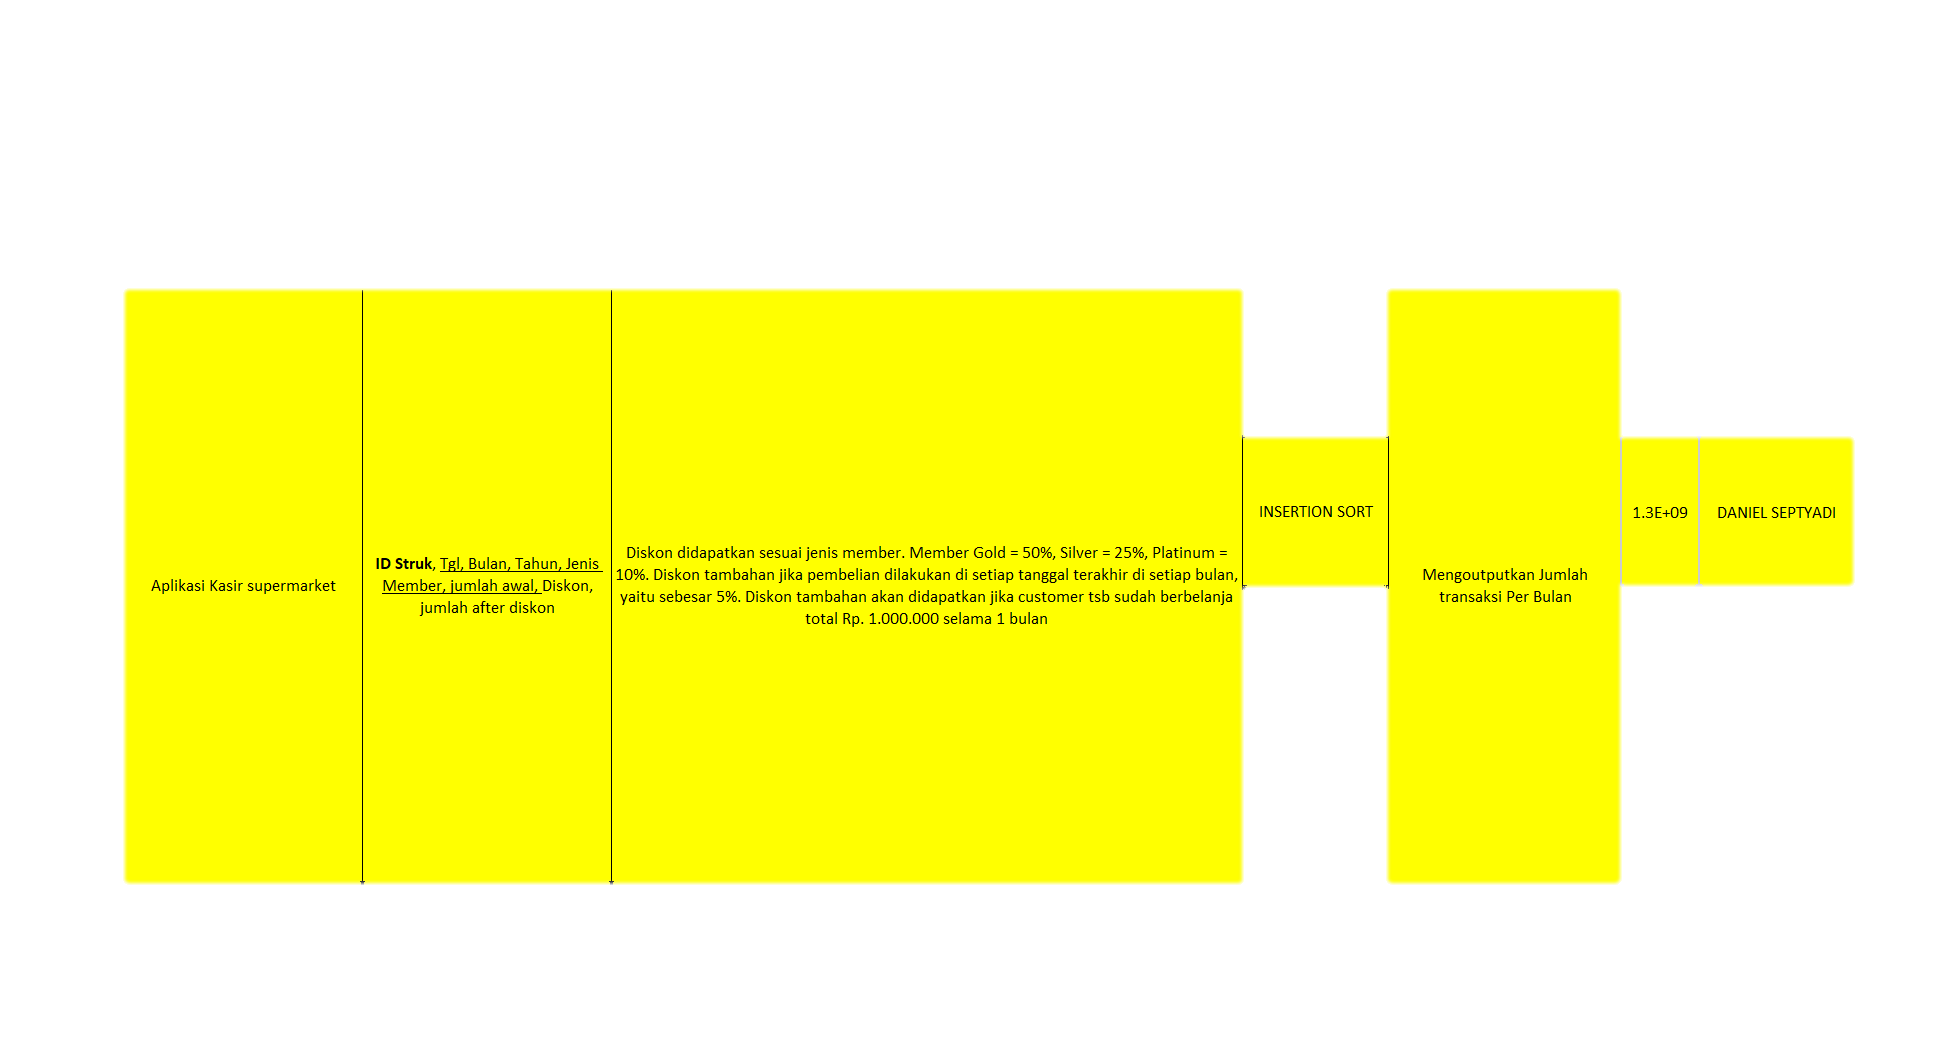 Aplikasi Kasir supermarket
ID Struk, Tgl, Bulan, Tahun, Jenis
Member, jumlah awal, Diskon,
jumlah after diskon
Diskon didapatkan sesuai jenis member. Member Gold = 50%, Silver = 25%, Platinum =
10%. Diskon tambahan jika pembelian dilakukan di setiap tanggal terakhir di setiap bulan,
yaitu sebesar 5%. Diskon tambahan akan didapatkan jika customer tsb sudah berbelanja
total Rp. 1.000.000 selama 1 bulan
INSERTION SORT
Mengoutputkan Jumlah
transaksi Per Bulan
1.3E+09
DANIEL SEPTYADI